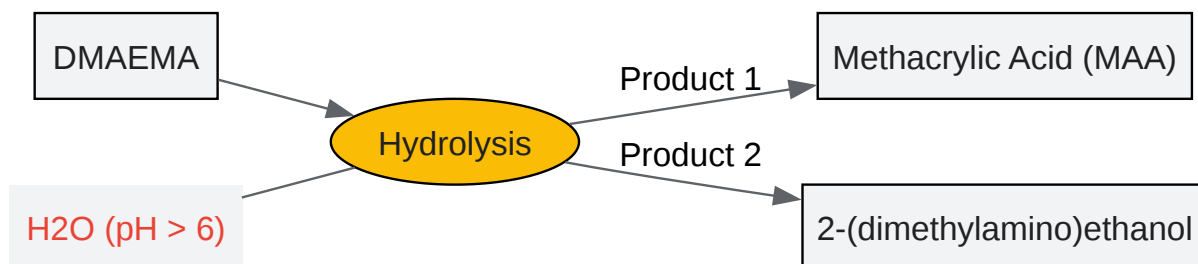 DMAEMA
Hydrolysis
H2O (pH > 6)
Product 1
Methacrylic Acid (MAA)
Product 2
2-(dimethylamino)ethanol